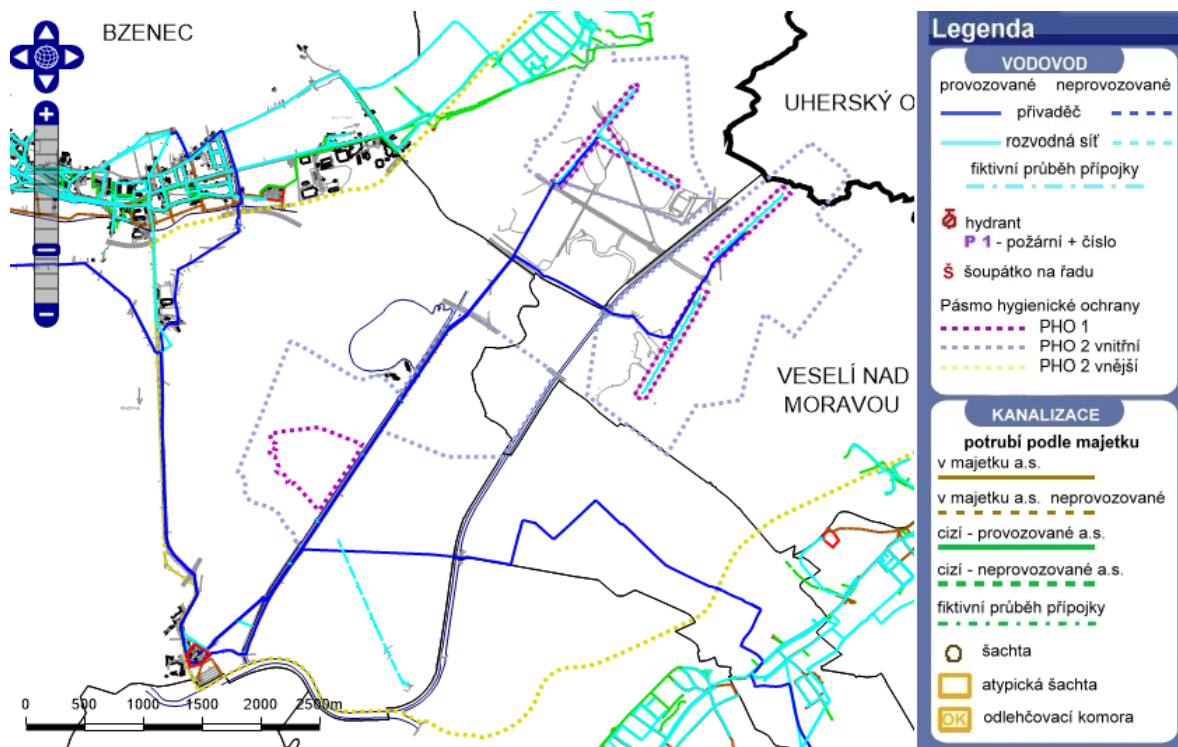 BZENEC
UHERSKÝ O
VESELÍ NAD
MORAVOU
0 500 1000 1500 2000 2500m
Legenda
VODOVOD
provozované neprovozované
přivaděč
rozvodná síť
fiktivní průběh přípojky
hydrant
P 1 - požární + číslo
Š šoupátko na řadu
Pásmo hygienické ochrany
PHO 1
PHO 2 vnitřní
PHO 2 vnější
KANALIZACE
potrubí podle majetku
v majetku a.s.
v majetku a.s. neprovozované
cizí - provozované a.s.
cizí - neprovozované a.s.
fiktivní průběh přípojky
šachta
atypická šachta
OK odlehčovací komora